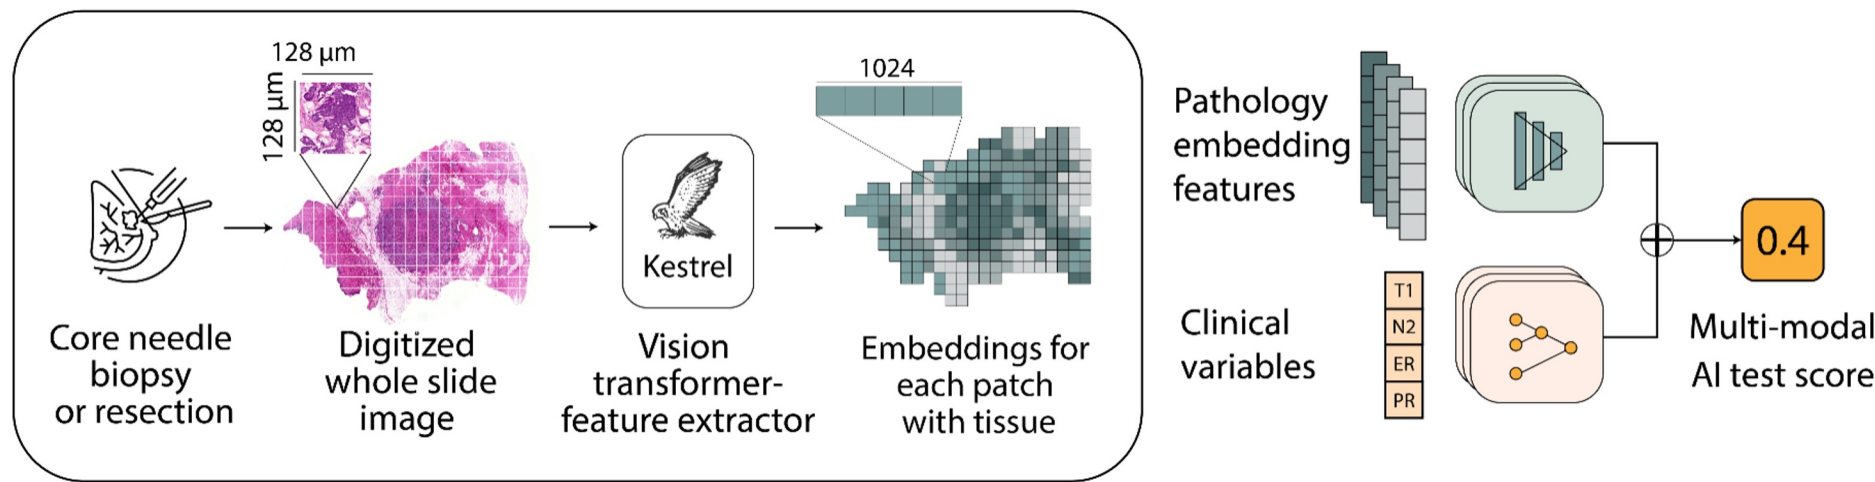 128 µm
128 µm
Core needle
biopsy
or resection
Digitized
whole slide
image
Kestrel
Vision
transformer-
feature extractor
1024
Embeddings for
each patch
with tissue
Pathology
embedding
features
Clinical
variables
T1
N2
ER
PR
0.4
Multi-modal
AI test score